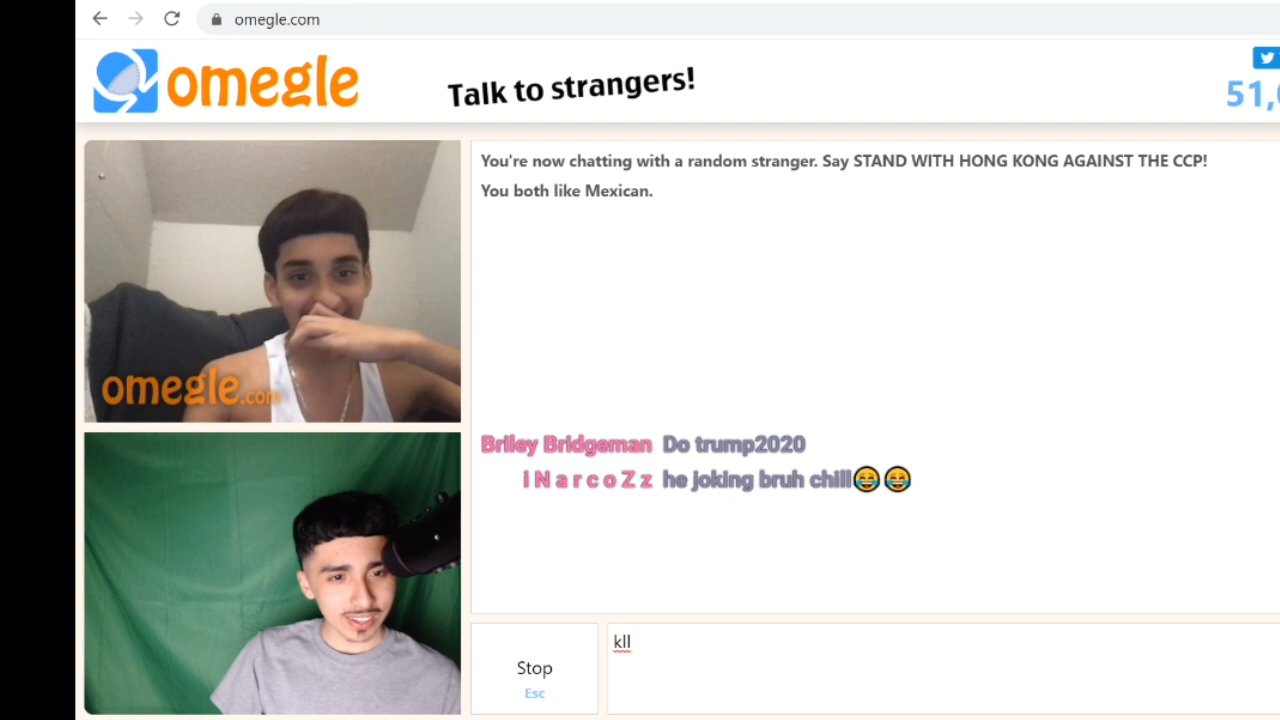 omegle.com
omegle
Talk to strangers!
51,
You're now chatting with a random stranger. Say STAND WITH HONG KONG AGAINST THE CCP!
You both like Mexican.
omegle.com
Briley Bridgeman Do trump2020
i N a r c o Z z he joking bruh chill😂😂
kll
Stop
Esc